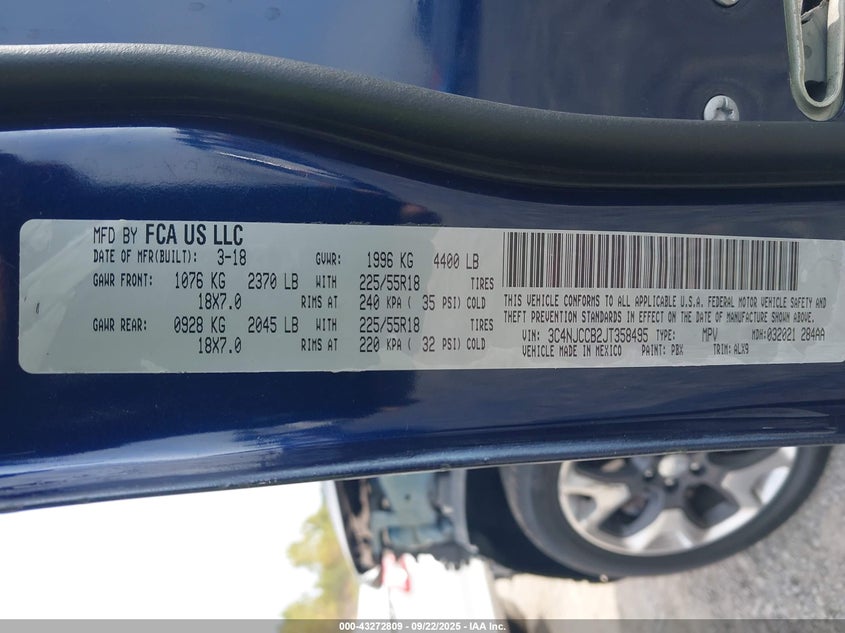 MFD BY FCA US LLC
DATE OF MFR(BUILT): 3-18 GVWR: 1996 KG 4400 LB
GAWR FRONT: 1076 KG 2370 LB WITH 225/55R18 TIRES
18X7.0 RIMS AT 240 KPA ( 35 PSI) COLD
GAWR REAR: 0928 KG 2045 LB WITH 225/55R18 TIRES
18X7.0 RIMS AT 220 KPA ( 32 PSI) COLD
THIS VEHICLE CONFORMS TO ALL APPLICABLE U.S.A. FEDERAL MOTOR VEHICLE SAFETY AND
THEFT PREVENTION STANDARDS IN EFFECT ON THE DATE OF MANUFACTURE SHOWN ABOVE.
VIN: 3C4NJCCB2JT358495 TYPE: MPV MDH:032021 284AA
VEHICLE MADE IN MEXICO PAINT: PBX TRIM: ALX9
000-43272809 - 09/22/2025 - IAA Inc.